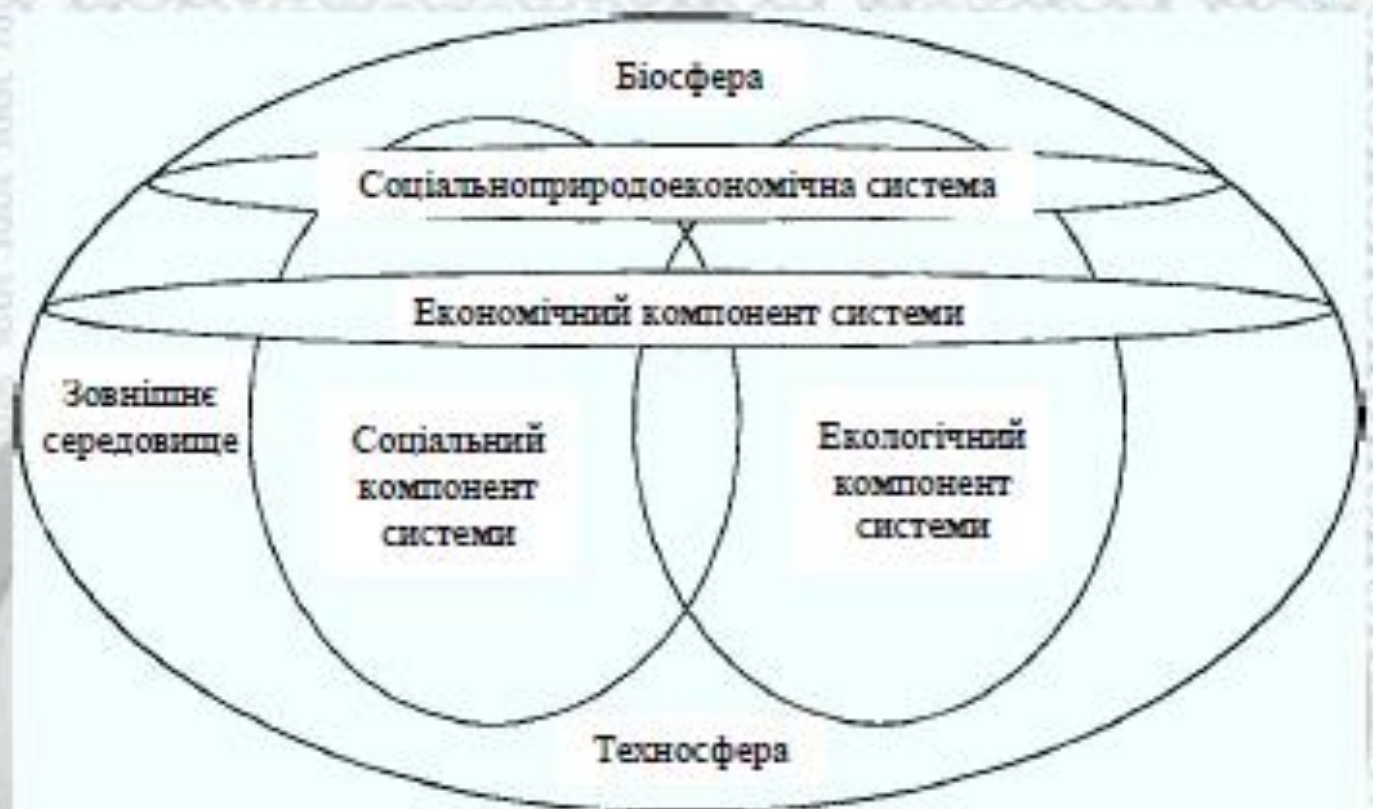 Біосфера
Соціальноприродоекономічна система
Економічний компонент системи
Зовнішнє
середовище
Соціальний
компонент
системи
Екологічний
компонент
системи
Техносфера